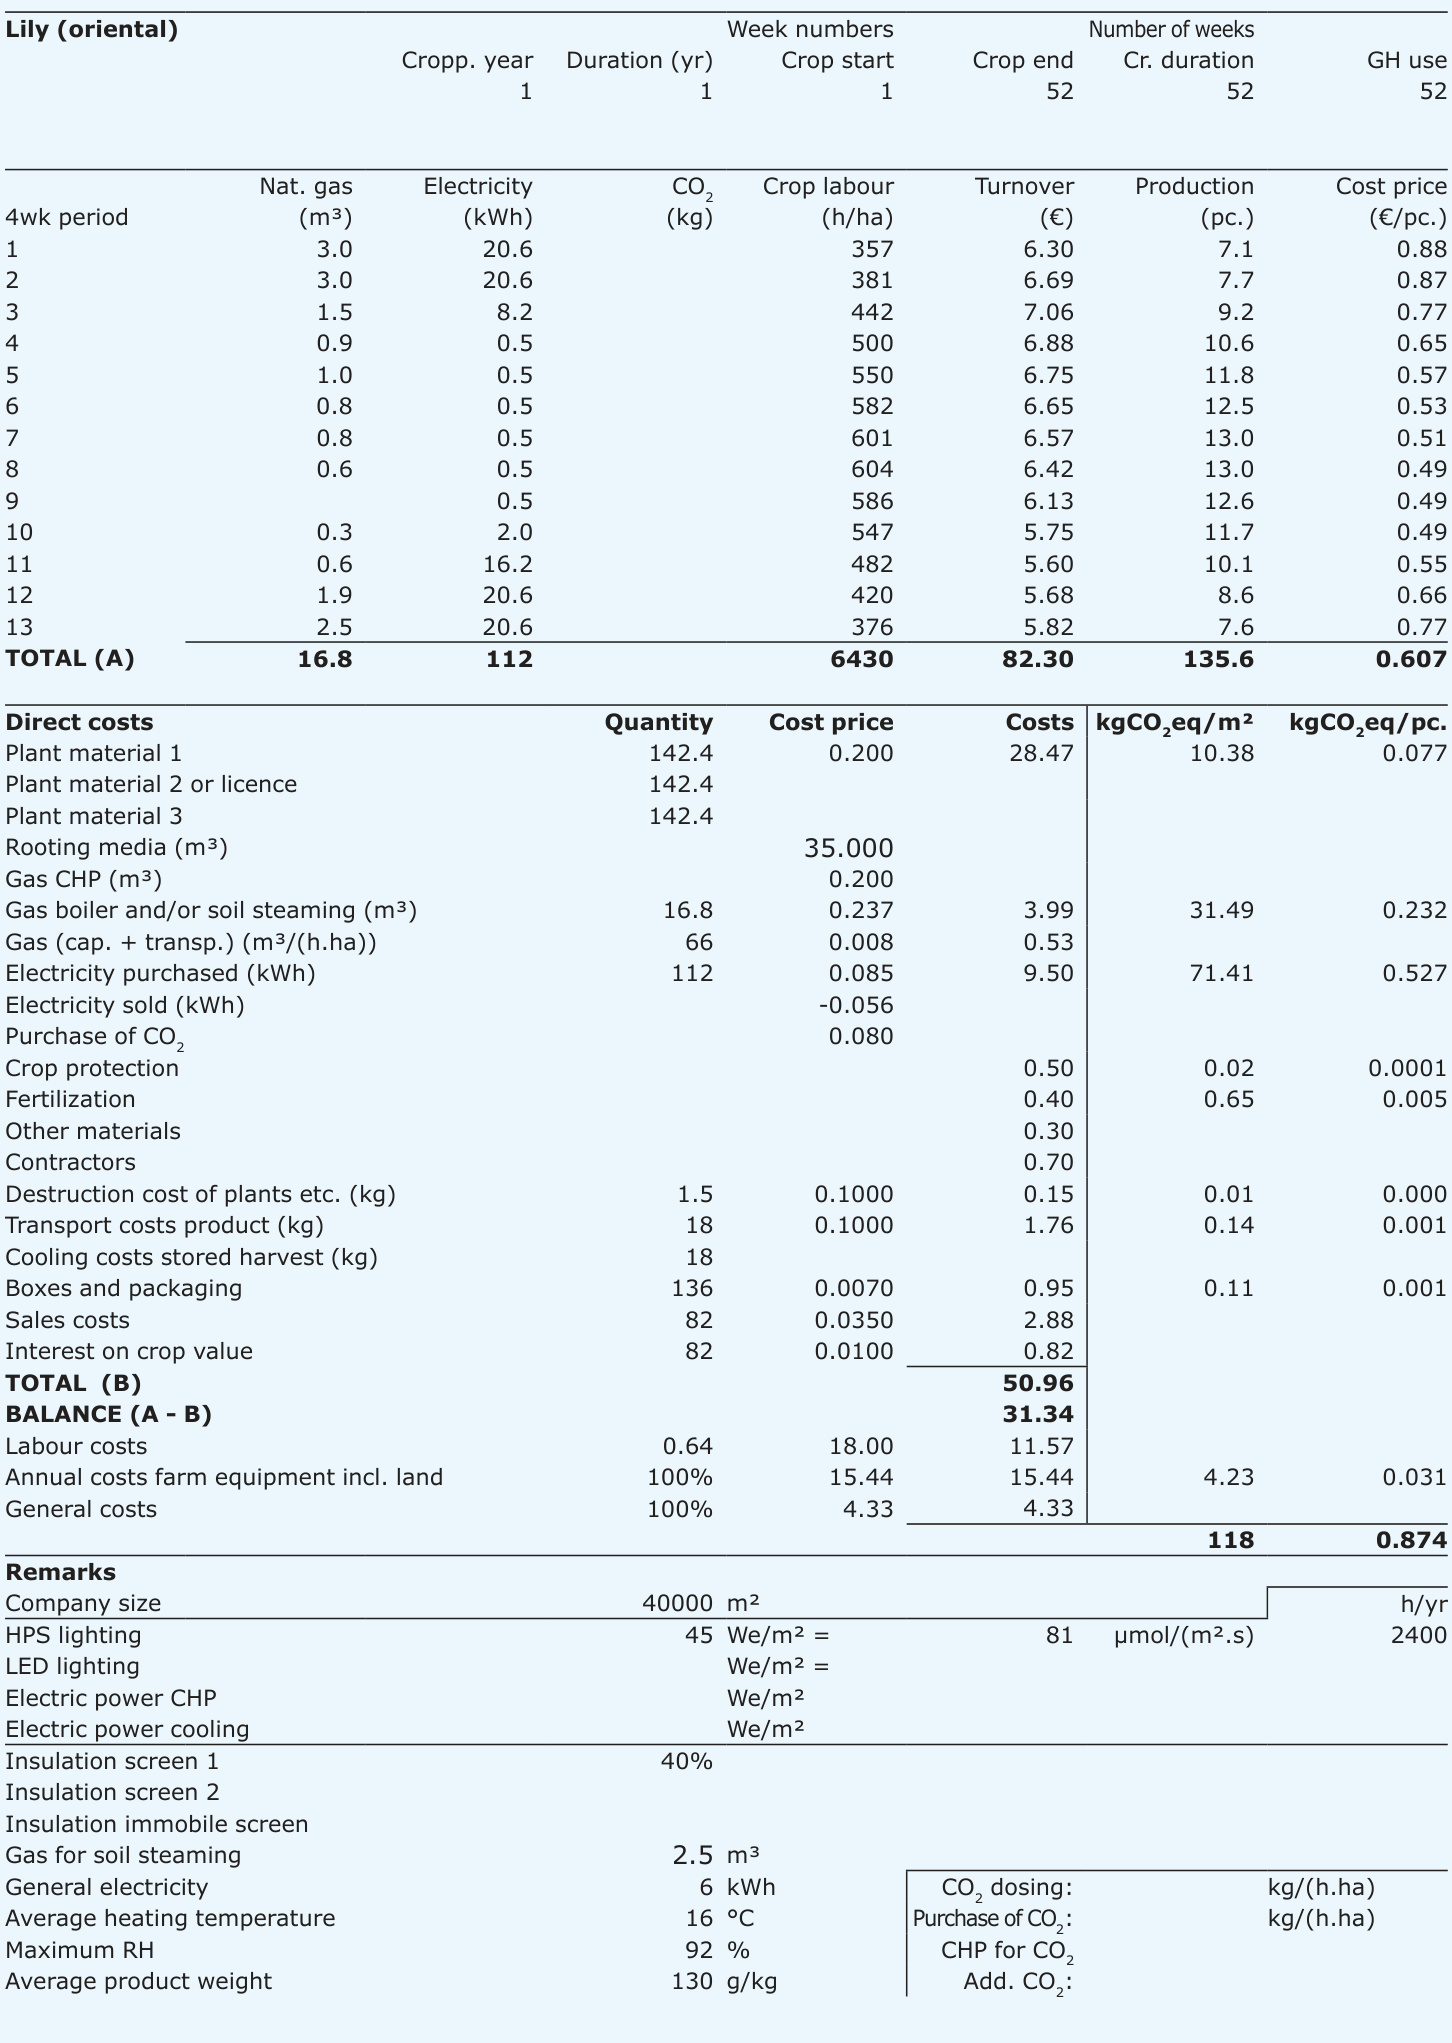 Lily (oriental) Week numbers Number of weeks
Cropp. year Duration (yr) Crop start Crop end Cr. duration GH use
1 1 1 52 52 52
Nat. gas Electricity CO₂ Crop labour Turnover Production Cost price
4wk period (m³) (kWh) (kg) (h/ha) (€) (pc.) (€/pc.)
1 3.0 20.6 357 6.30 7.1 0.88
2 3.0 20.6 381 6.69 7.7 0.87
3 1.5 8.2 442 7.06 9.2 0.77
4 0.9 0.5 500 6.88 10.6 0.65
5 1.0 0.5 550 6.75 11.8 0.57
6 0.8 0.5 582 6.65 12.5 0.53
7 0.8 0.5 601 6.57 13.0 0.51
8 0.6 0.5 604 6.42 13.0 0.49
9 0.5 586 6.13 12.6 0.49
10 0.3 2.0 547 5.75 11.7 0.49
11 0.6 16.2 482 5.60 10.1 0.55
12 1.9 20.6 420 5.68 8.6 0.66
13 2.5 20.6 376 5.82 7.6 0.77
TOTAL (A) 16.8 112 6430 82.30 135.6 0.607
Direct costs Quantity Cost price Costs kgCO₂eq/m² kgCO₂eq/pc.
Plant material 1 142.4 0.200 28.47 10.38 0.077
Plant material 2 or licence 142.4
Plant material 3 142.4
Rooting media (m³) 35.000
Gas CHP (m³) 0.200
Gas boiler and/or soil steaming (m³) 16.8 0.237 3.99 31.49 0.232
Gas (cap. + transp.) (m³/(h.ha)) 66 0.008 0.53
Electricity purchased (kWh) 112 0.085 9.50 71.41 0.527
Electricity sold (kWh) -0.056
Purchase of CO₂ 0.080
Crop protection 0.50 0.02 0.0001
Fertilization 0.40 0.65 0.005
Other materials 0.30
Contractors 0.70
Destruction cost of plants etc. (kg) 1.5 0.1000 0.15 0.01 0.000
Transport costs product (kg) 18 0.1000 1.76 0.14 0.001
Cooling costs stored harvest (kg) 18
Boxes and packaging 136 0.0070 0.95 0.11 0.001
Sales costs 82 0.0350 2.88
Interest on crop value 82 0.0100 0.82
TOTAL (B) 50.96
BALANCE (A - B) 31.34
Labour costs 0.64 18.00 11.57
Annual costs farm equipment incl. land 100% 15.44 15.44 4.23 0.031
General costs 100% 4.33 4.33
118 0.874
Remarks
Company size 40000 m² h/yr
HPS lighting 45 We/m² = 81 µmol/(m².s) 2400
LED lighting We/m² =
Electric power CHP We/m²
Electric power cooling We/m²
Insulation screen 1 40%
Insulation screen 2
Insulation immobile screen
Gas for soil steaming 2.5 m³
General electricity 6 kWh CO₂ dosing: kg/(h.ha)
Average heating temperature 16 °C Purchase of CO₂: kg/(h.ha)
Maximum RH 92 % CHP for CO₂
Average product weight 130 g/kg Add. CO₂: